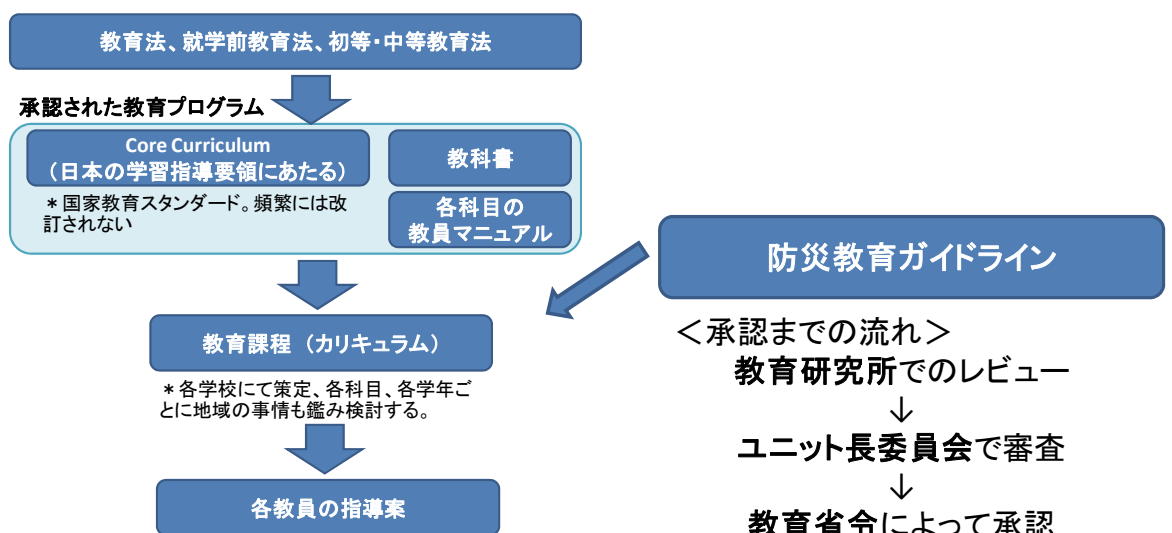 教育法、就学前教育法、初等・中等教育法
承認された教育プログラム
Core Curriculum
（日本の学習指導要領にあたる）
＊国家教育スタンダード。頻繁には改
訂されない
教科書
各科目の
教員マニュアル
教育課程（カリキュラム）
＊各学校にて策定、各科目、各学年ご
とに地域の事情も鑑み検討する。
各教員の指導案
防災教育ガイドライン
＜承認までの流れ＞
教育研究所でのレビュー
↓
ユニット長委員会で審査
↓
教育省令によって承認